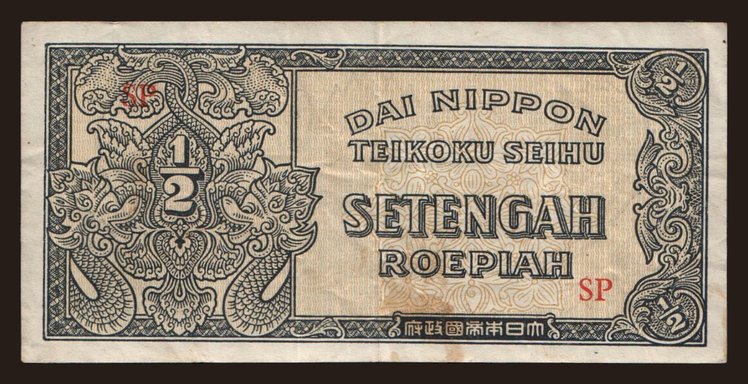 SP
1/2
DAI NIPPON
TEIKOKU SEIHU
SETENGAH
ROEPIAH
SP
1/2
1/2
府政國帝本日大